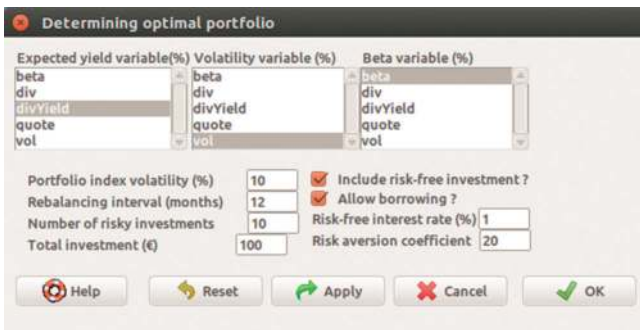 Determining optimal portfolio
Expected yield variable(%) Volatility variable (%) Beta variable (%)
beta beta beta
div div div
divYield divYield divYield
quote quote quote
vol vol vol
Portfolio index volatility (%) 10 Include risk-free investment ?
Rebalancing interval (months) 12 Allow borrowing ?
Number of risky investments 10 Risk-free interest rate (%) 1
Total investment (€) 100 Risk aversion coefficient 20
Help Reset Apply Cancel OK